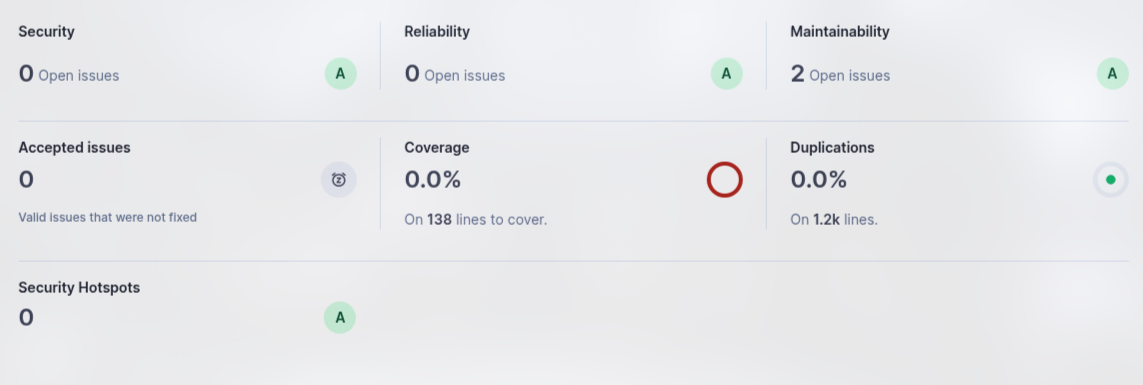 Security
0 Open issues
A
Reliability
0 Open issues
A
Maintainability
2 Open issues
A
Accepted issues
0
Valid issues that were not fixed
Coverage
0.0%
On 138 lines to cover.
Duplications
0.0%
On 1.2k lines.
Security Hotspots
0
A